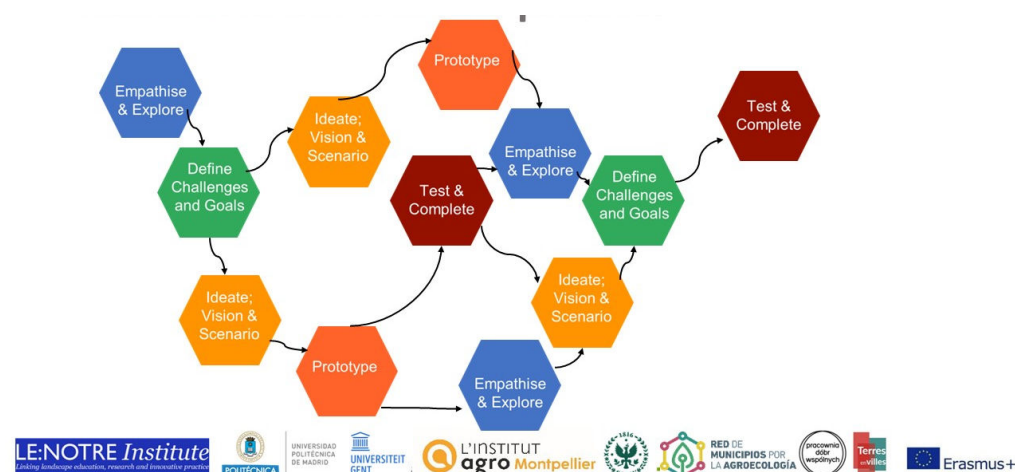 Prototype
Empathise
& Explore
Ideate;
Vision &
Scenario
Test &
Complete
Empathise
& Explore
Define
Challenges
and Goals
Test &
Complete
Define
Challenges
and Goals
Ideate;
Vision &
Scenario
Ideate;
Vision &
Scenario
Prototype
Empathise
& Explore
LE:NOTRE Institute
Linking landscape education, research and innovative practice
POLITÉCNICA
UNIVERSIDAD
POLITÉCNICA
DE MADRID
UNIVERSITEIT
GENT
L'INSTITUT
agro Montpellier
1816
RED DE
MUNICIPIOS POR
LA AGROECOLOGÍA
pracownia
dóbr
wspólnych
Terres
en villes
Erasmus+